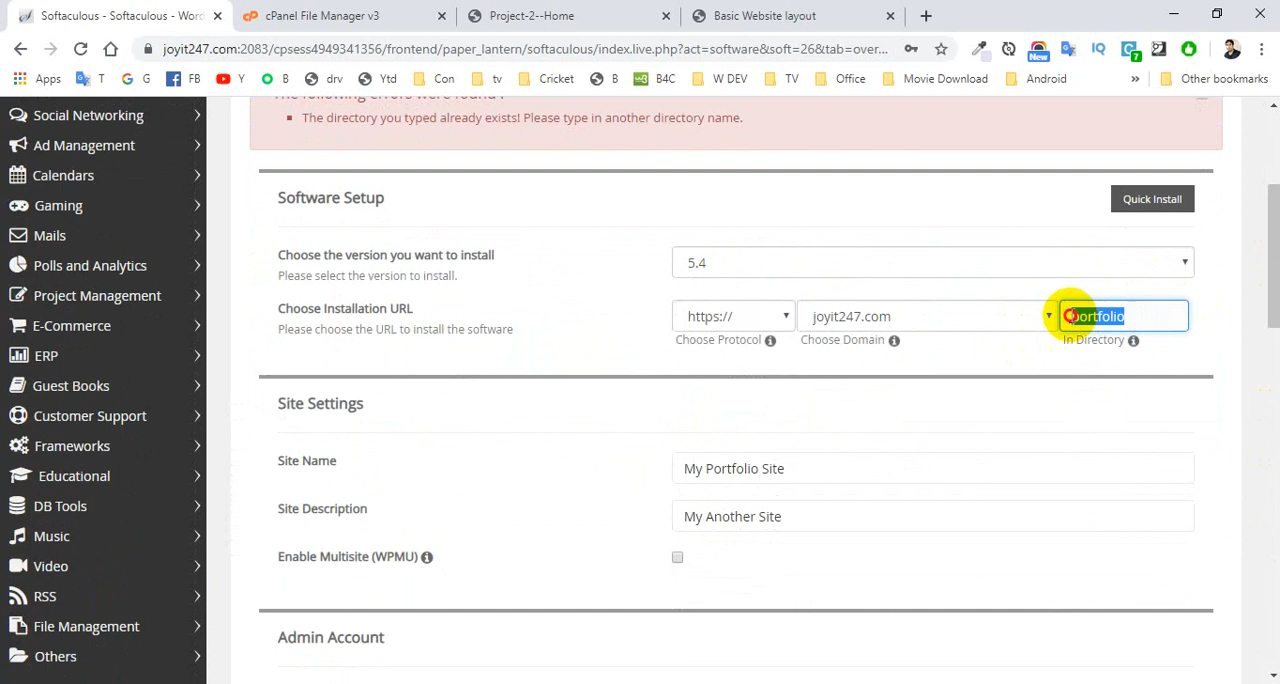 Softaculous - Softaculous - Word
cPanel File Manager v3
Project-2--Home
Basic Website layout
joyit247.com:2083/cpsess4949341356/frontend/paper_lantern/softaculous/index.live.php?act=software&soft=26&tab=over...
New
7
Apps
T
G
FB
Y
B
drv
Ytd
Con
tv
Cricket
B
B4C
W DEV
TV
Office
Movie Download
Android
»
Other bookmarks
The following errors were found :
The directory you typed already exists! Please type in another directory name.
Social Networking
Ad Management
Calendars
Gaming
Mails
Polls and Analytics
Project Management
E-Commerce
ERP
Guest Books
Customer Support
Frameworks
Educational
DB Tools
Music
Video
RSS
File Management
Others
Software Setup
Quick Install
Choose the version you want to install
Please select the version to install.
5.4
Choose Installation URL
Please choose the URL to install the software
https://
joyit247.com
portfolio
Choose Protocol
Choose Domain
In Directory
Site Settings
Site Name
My Portfolio Site
Site Description
My Another Site
Enable Multisite (WPMU)
Admin Account